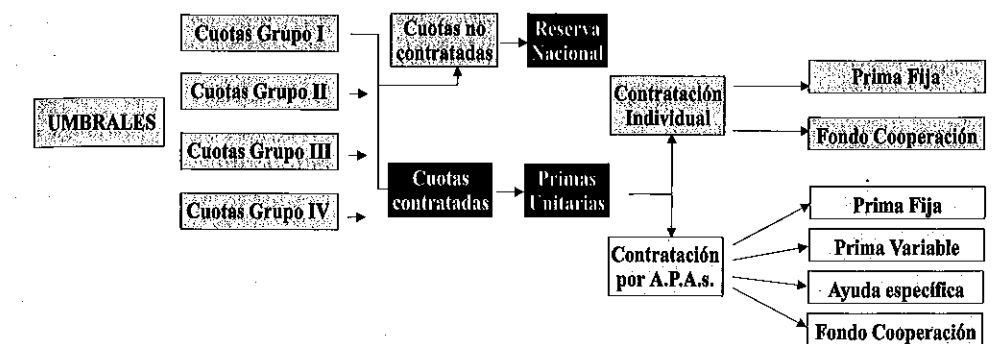 UMBRALES
Cuotas Grupo I
Cuotas Grupo II
Cuotas Grupo III
Cuotas Grupo IV
Cuotas no
contratadas
Reserva
Nacional
Cuotas
contratadas
Primas
Unitarias
Contratación
Individual
Prima Fija
Fondo Cooperación
Contratación
por A.P.A.s.
Prima Fija
Prima Variable
Ayuda específica
Fondo Cooperación